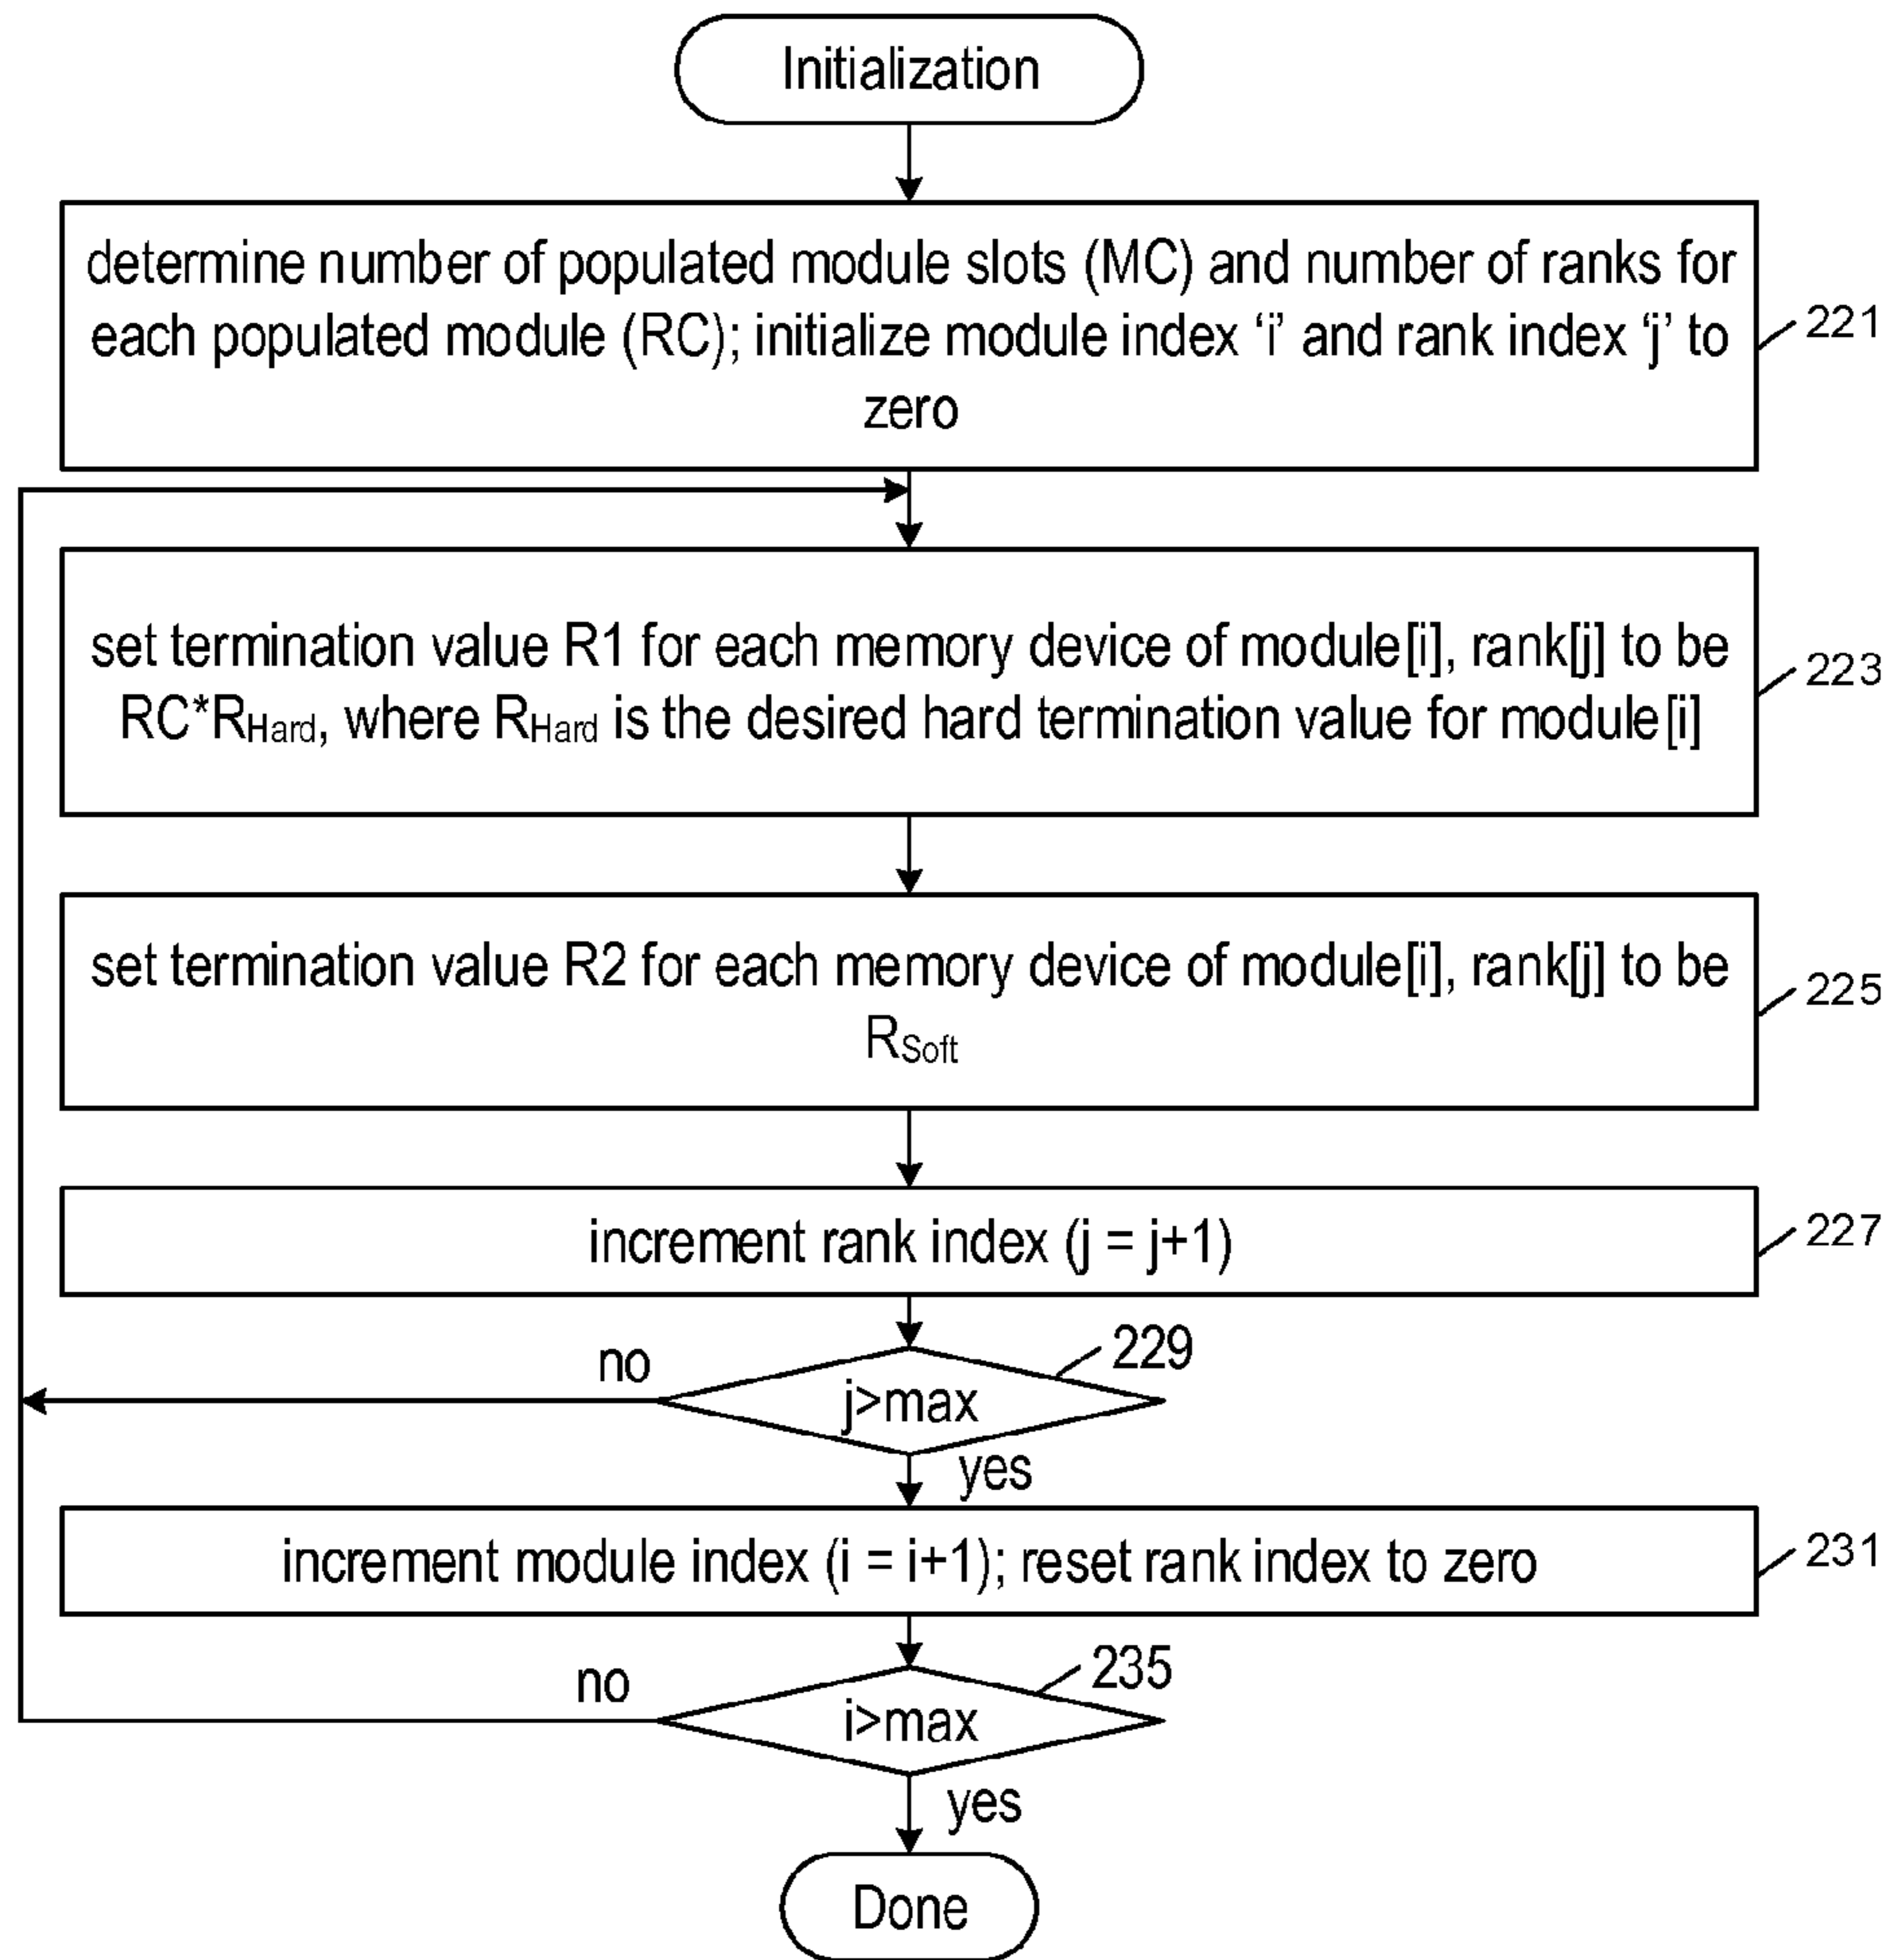 Initialization
determine number of populated module slots (MC) and number of ranks for
each populated module (RC); initialize module index ‘i’ and rank index ‘j’ to
zero
221
set termination value R1 for each memory device of module[i], rank[j] to be
RC*RHard, where RHard is the desired hard termination value for module[i]
223
set termination value R2 for each memory device of module[i], rank[j] to be
RSoft
225
increment rank index (j = j+1)
227
229
no
j>max
yes
increment module index (i = i+1); reset rank index to zero
231
235
no
i>max
yes
Done